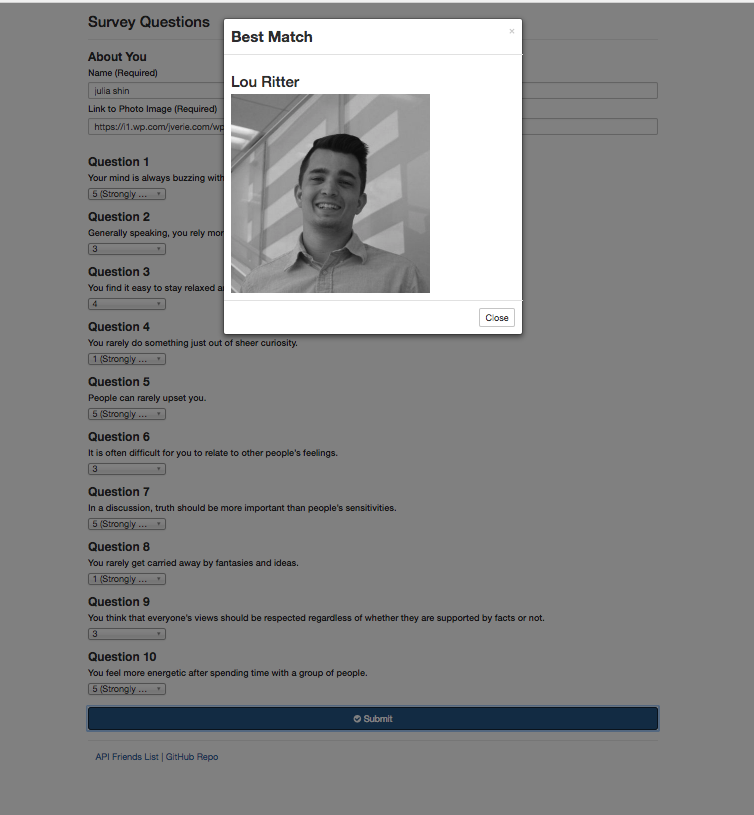 Survey Questions
Best Match
×
About You
Name (Required)
julia shin
Lou Ritter
Link to Photo Image (Required)
https://i1.wp.com/jverie.com/wp
Question 1
Your mind is always buzzing with
5 (Strongly ...
Question 2
Generally speaking, you rely mor
3
Question 3
You find it easy to stay relaxed a
4
Close
Question 4
You rarely do something just out of sheer curiosity.
1 (Strongly ...
Question 5
People can rarely upset you.
5 (Strongly ...
Question 6
It is often difficult for you to relate to other people's feelings.
3
Question 7
In a discussion, truth should be more important than people's sensitivities.
5 (Strongly ...
Question 8
You rarely get carried away by fantasies and ideas.
1 (Strongly ...
Question 9
You think that everyone's views should be respected regardless of whether they are supported by facts or not.
3
Question 10
You feel more energetic after spending time with a group of people.
5 (Strongly ...
Submit
API Friends List | GitHub Repo